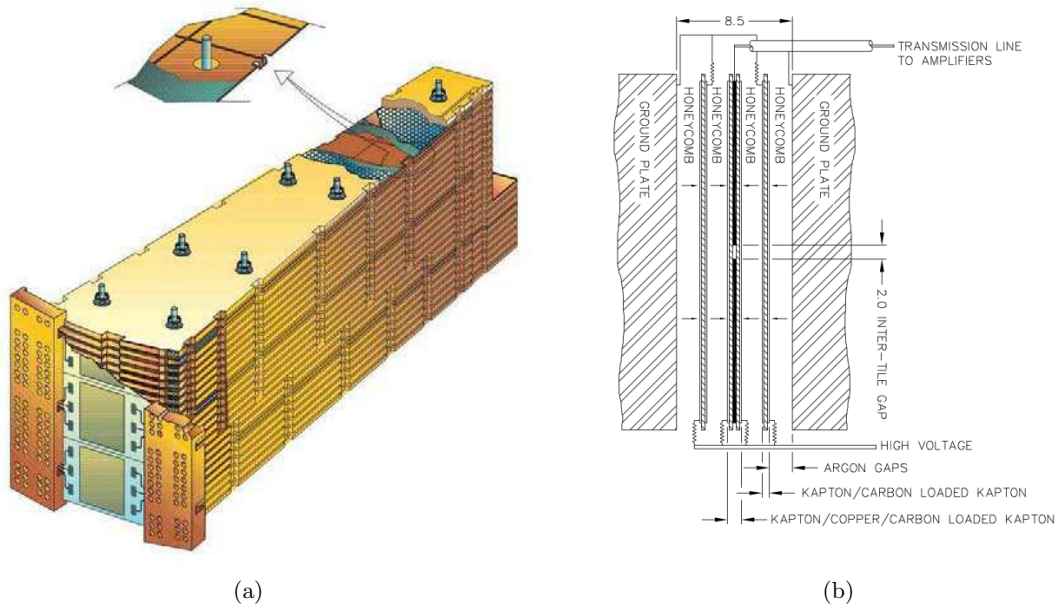 8.5
TRANSMISSION LINE
TO AMPLIFIERS
GROUND PLATE
HONEYCOMB
HONEYCOMB
HONEYCOMB
HONEYCOMB
GROUND PLATE
2.0 INTER-TILE GAP
HIGH VOLTAGE
ARGON GAPS
KAPTON/CARBON LOADED KAPTON
KAPTON/COPPER/CARBON LOADED KAPTON
(a)
(b)